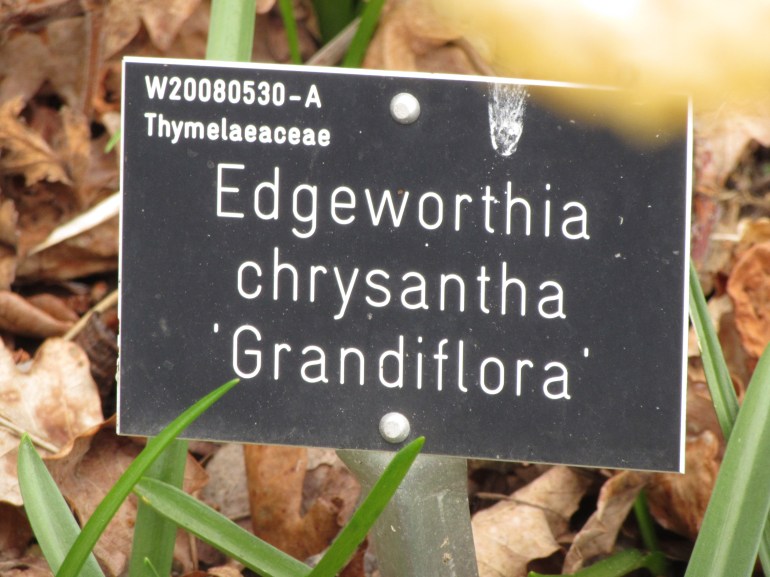 W20080530-A
Thymelaeaceae
Edgeworthia
chrysantha
'Grandiflora'